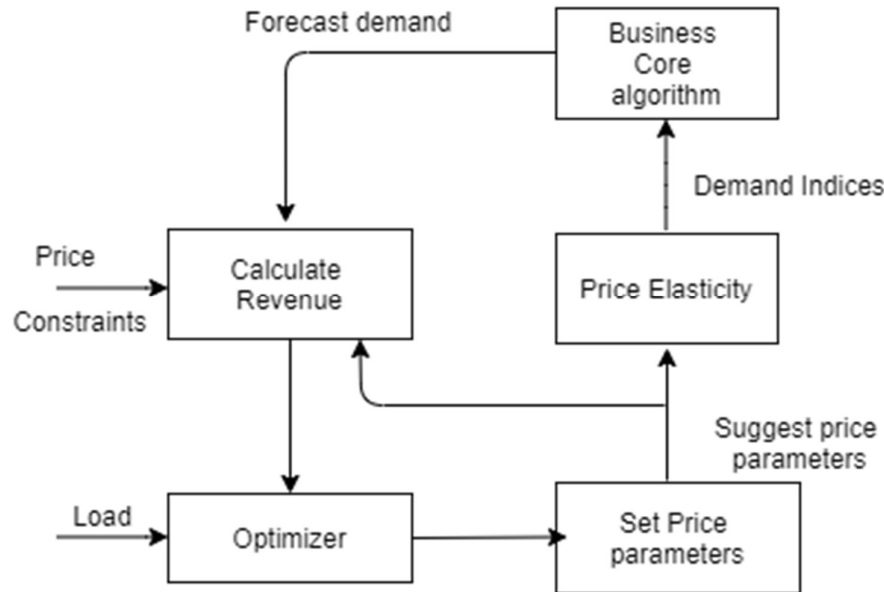 Forecast demand
Business
Core
algorithm
Demand Indices
Price
Constraints
Calculate
Revenue
Price Elasticity
Suggest price
parameters
Load
Optimizer
Set Price
parameters